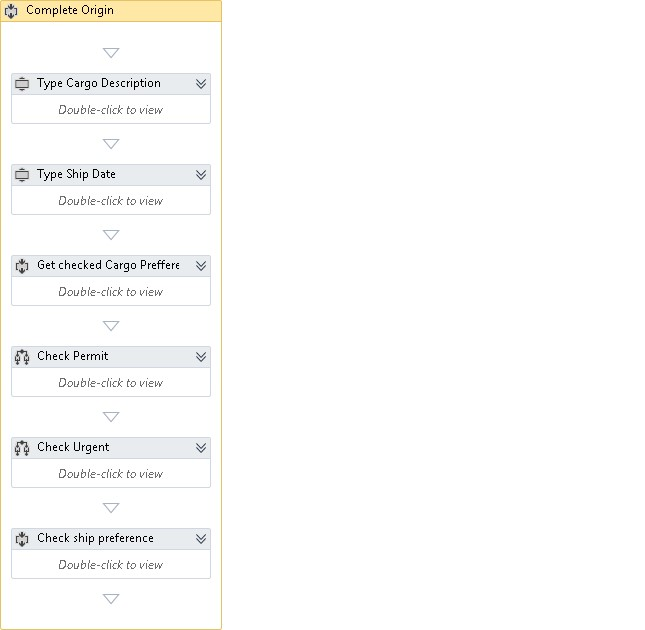 Complete Origin
Type Cargo Description
Double-click to view
Type Ship Date
Double-click to view
Get checked Cargo Preffere
Double-click to view
Check Permit
Double-click to view
Check Urgent
Double-click to view
Check ship preference
Double-click to view